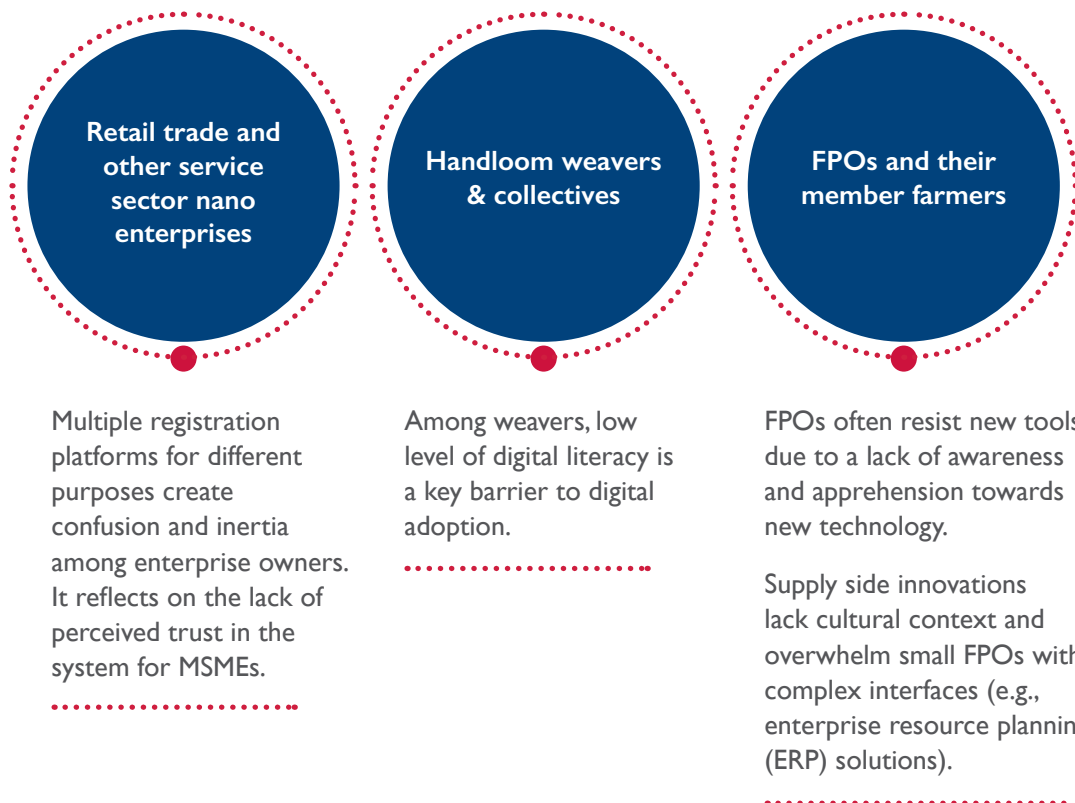 Retail trade and
other service
sector nano
enterprises
Multiple registration
platforms for different
purposes create
confusion and inertia
among enterprise owners.
It reflects on the lack of
perceived trust in the
system for MSMEs.
Handloom weavers
& collectives
Among weavers, low
level of digital literacy is
a key barrier to digital
adoption.
FPOs and their
member farmers
FPOs often resist new tools
due to a lack of awareness
and apprehension towards
new technology.
Supply side innovations
lack cultural context and
overwhelm small FPOs with
complex interfaces (e.g.,
enterprise resource plannin
(ERP) solutions).